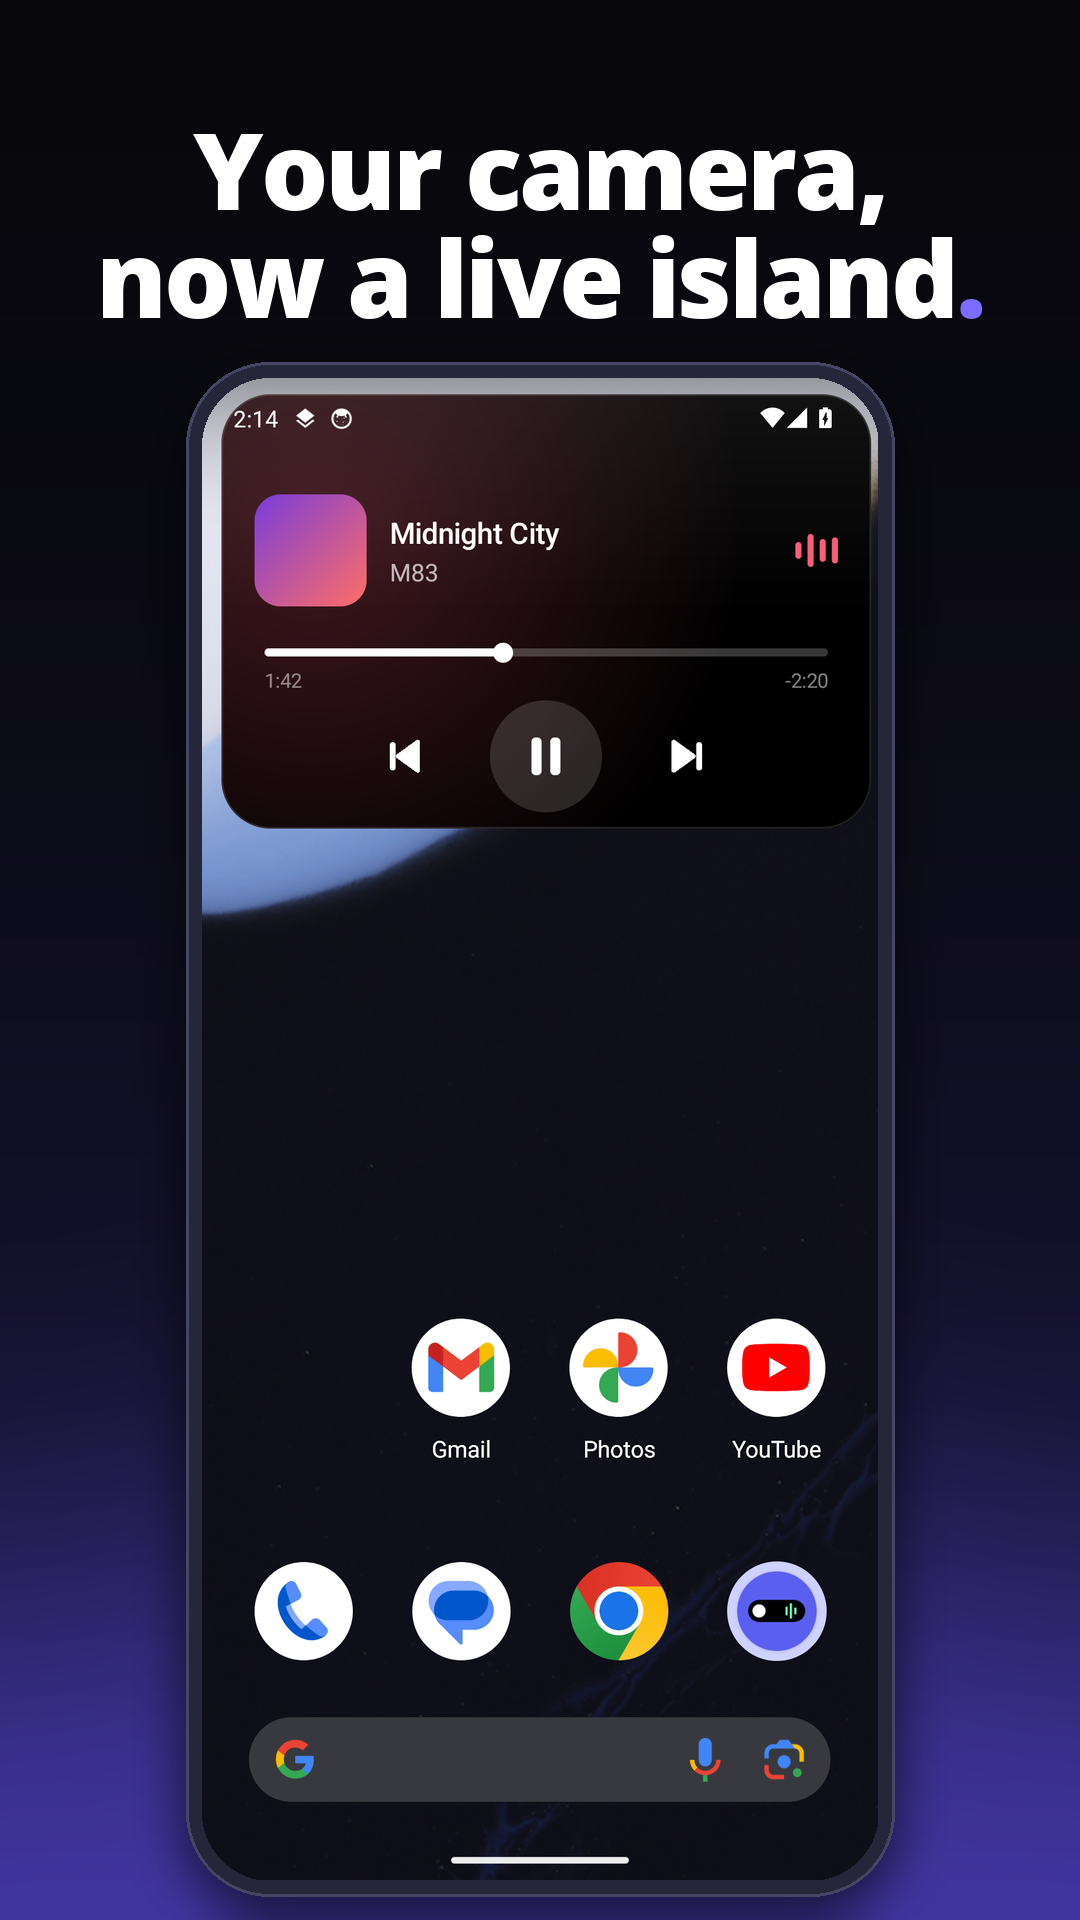 Your camera,
now a live island.
2:14
Midnight City
M83
1:42
-2:20
Gmail
Photos
YouTube